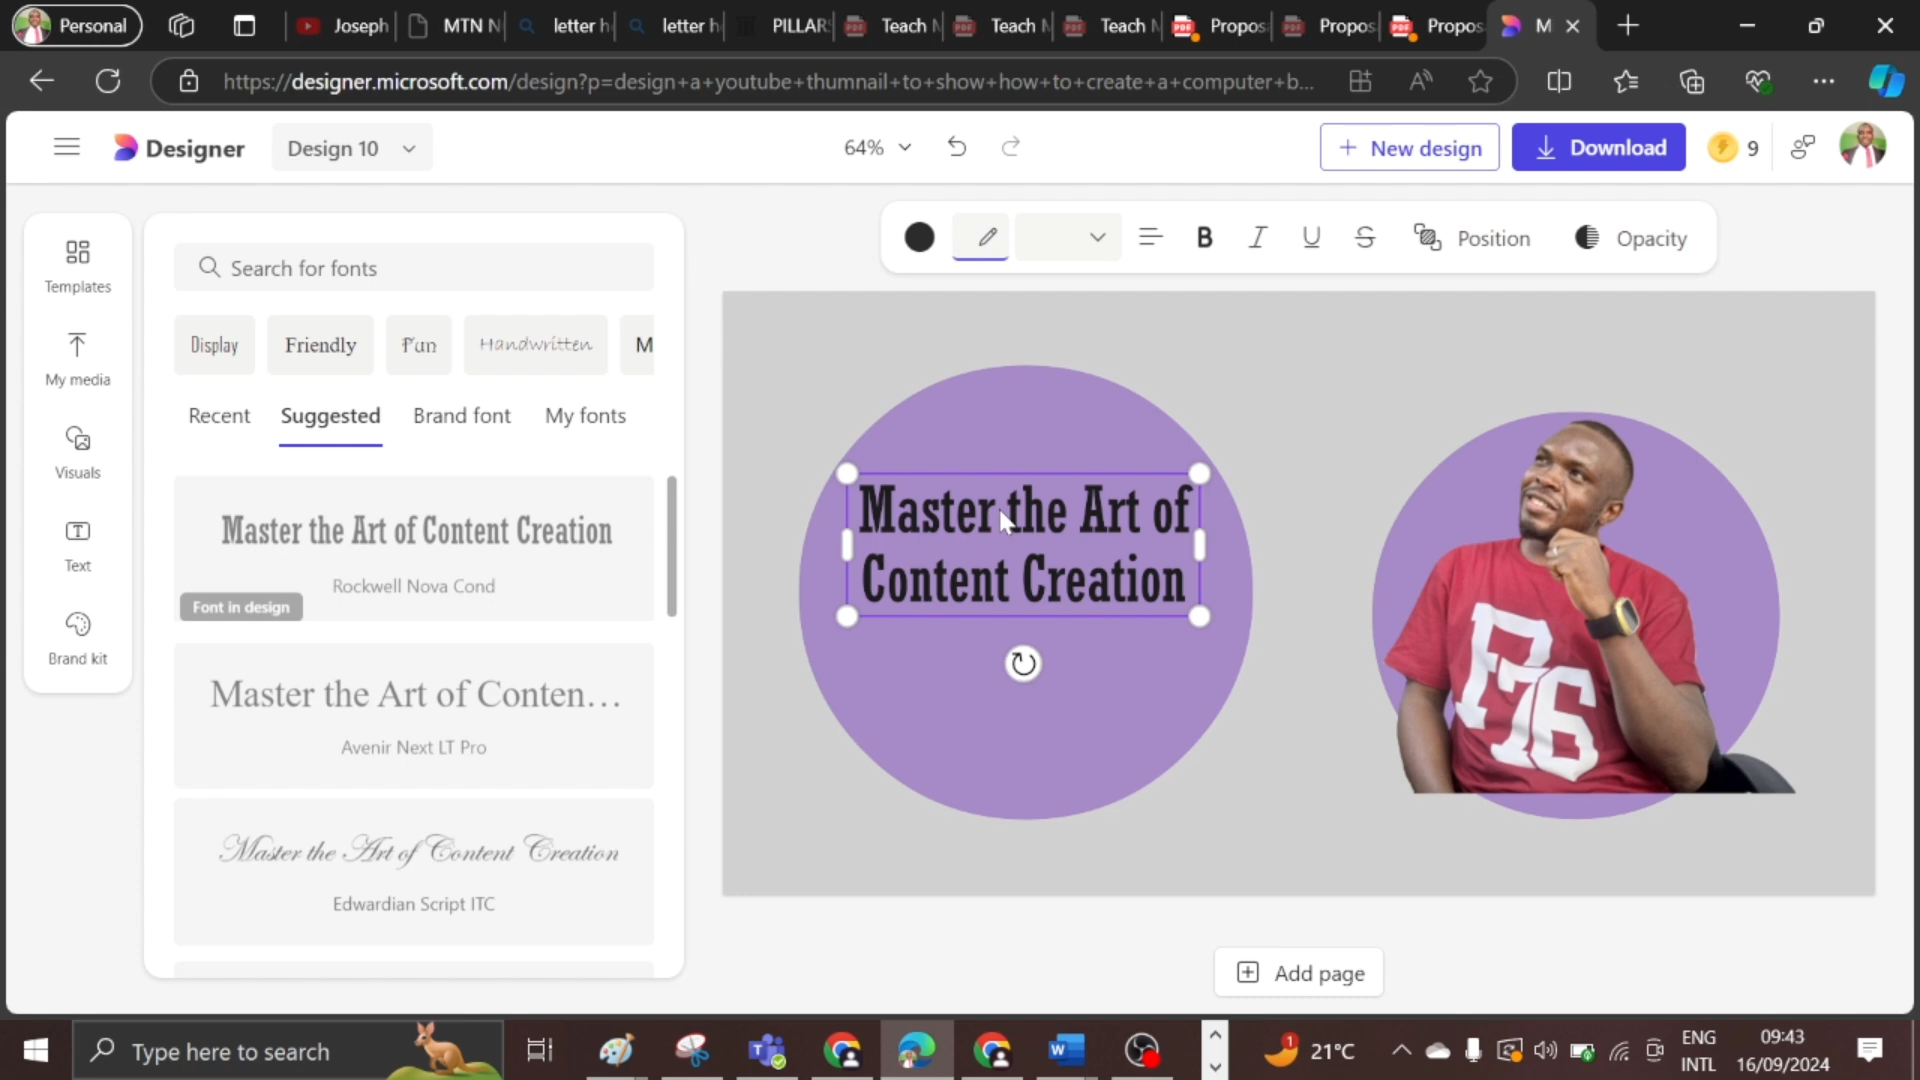 Personal
Joseph
MTN N
letter h
letter h
PILLAR
Teach M
Teach M
Teach M
Propos
Propos
Propos
M
https://designer.microsoft.com/design?p=design+a+youtube+thumnail+to+show+how+to+create+a+computer+b...
Designer
Design 10
64%
New design
Download
9
Templates
My media
Visuals
Text
Brand kit
Search for fonts
Display
Friendly
Fun
Handwritten
M
Recent
Suggested
Brand font
My fonts
Master the Art of Content Creation
Rockwell Nova Cond
Font in design
Master the Art of Conten...
Avenir Next LT Pro
Master the Art of Content Creation
Edwardian Script ITC
B
I
U
S
Position
Opacity
Master the Art of
Content Creation
F76
Add page
Type here to search
1
21°C
ENG
INTL
09:43
16/09/2024